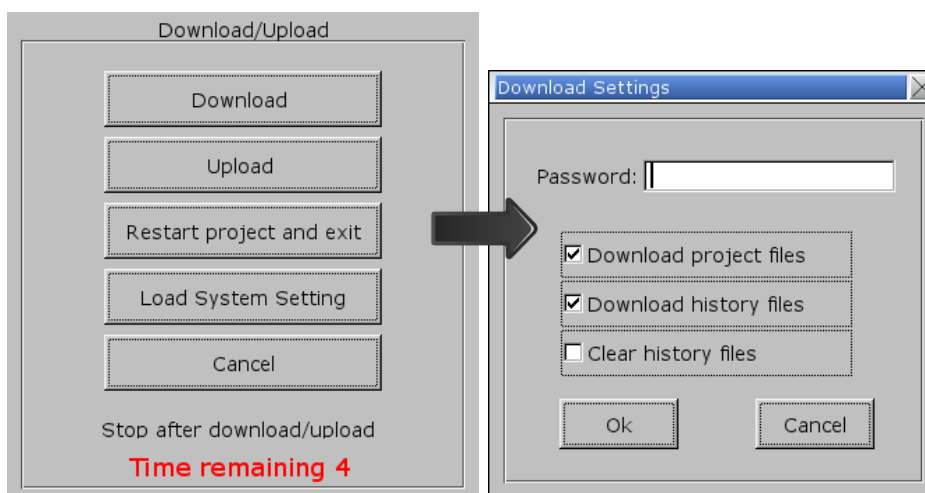 Download/Upload
Download
Upload
Restart project and exit
Load System Setting
Cancel
Stop after download/upload
Time remaining 4
Download Settings
Password:
Download project files
Download history files
Clear history files
Ok
Cancel